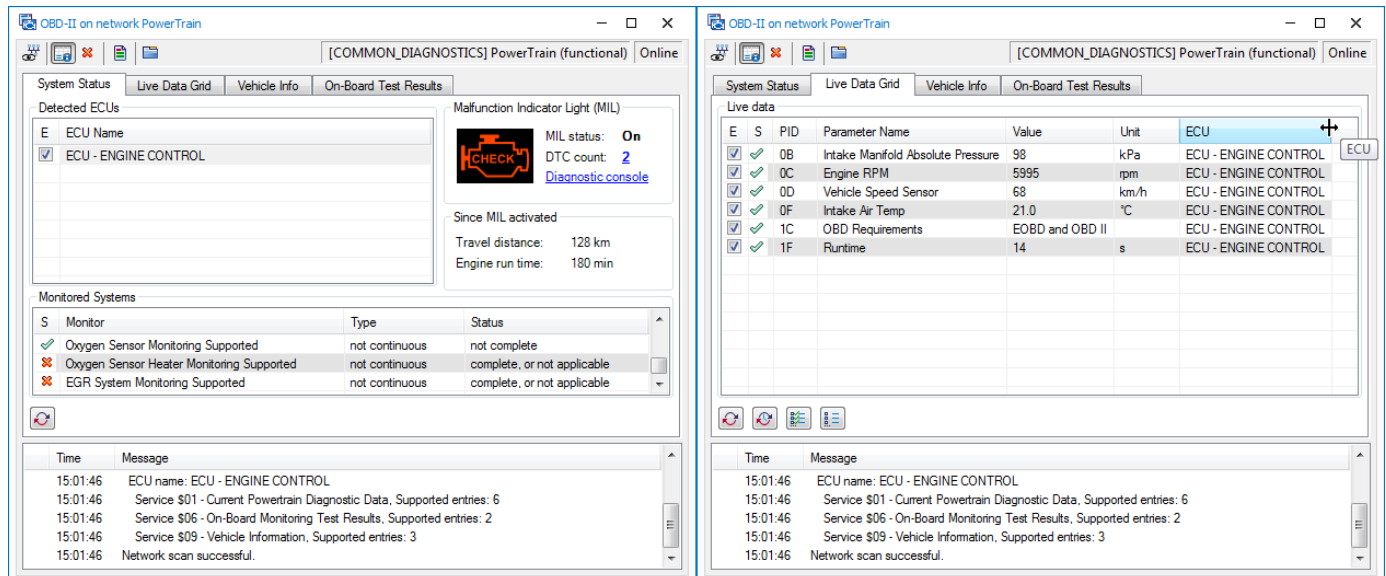 OBD-II on network PowerTrain
[COMMON_DIAGNOSTICS] PowerTrain (functional) Online
System Status Live Data Grid Vehicle Info On-Board Test Results
Detected ECUs
E ECU Name
ECU - ENGINE CONTROL
Malfunction Indicator Light (MIL)
CHECK
MIL status: On
DTC count: 2
Diagnostic console
Since MIL activated
Travel distance: 128 km
Engine run time: 180 min
Monitored Systems
S Monitor Type Status
Oxygen Sensor Monitoring Supported not continuous not complete
Oxygen Sensor Heater Monitoring Supported not continuous complete, or not applicable
EGR System Monitoring Supported not continuous complete, or not applicable
Time Message
15:01:46 ECU name: ECU - ENGINE CONTROL
15:01:46 Service $01 - Current Powertrain Diagnostic Data, Supported entries: 6
15:01:46 Service $06 - On-Board Monitoring Test Results, Supported entries: 2
15:01:46 Service $09 - Vehicle Information, Supported entries: 3
15:01:46 Network scan successful.
OBD-II on network PowerTrain
[COMMON_DIAGNOSTICS] PowerTrain (functional) Online
System Status Live Data Grid Vehicle Info On-Board Test Results
Live data
E S PID Parameter Name Value Unit ECU
ECU
0B Intake Manifold Absolute Pressure 98 kPa ECU - ENGINE CONTROL
0C Engine RPM 5995 rpm ECU - ENGINE CONTROL
0D Vehicle Speed Sensor 68 km/h ECU - ENGINE CONTROL
0F Intake Air Temp 21.0 °C ECU - ENGINE CONTROL
1C OBD Requirements EOBD and OBD II ECU - ENGINE CONTROL
1F Runtime 14 s ECU - ENGINE CONTROL
Time Message
15:01:46 ECU name: ECU - ENGINE CONTROL
15:01:46 Service $01 - Current Powertrain Diagnostic Data, Supported entries: 6
15:01:46 Service $06 - On-Board Monitoring Test Results, Supported entries: 2
15:01:46 Service $09 - Vehicle Information, Supported entries: 3
15:01:46 Network scan successful.